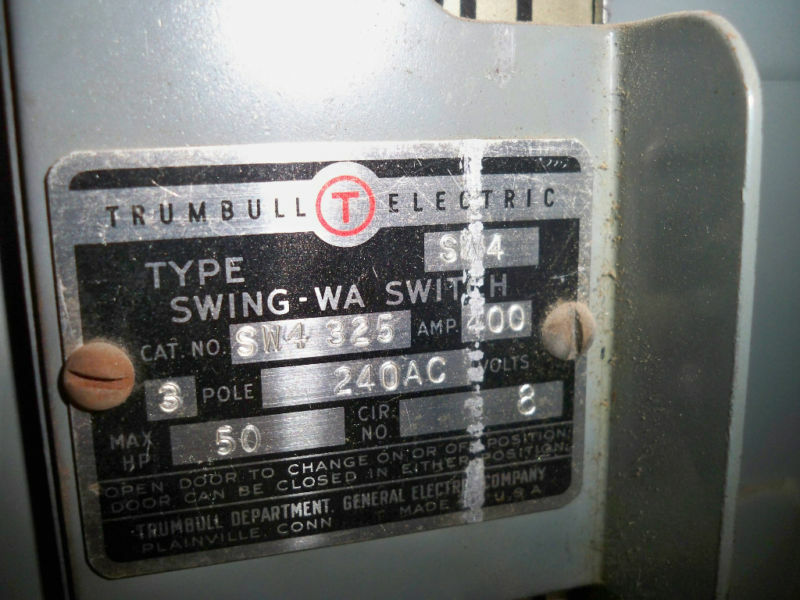 TRUMBULL T ELECTRIC
TYPE SW4
SWING-WA SWITCH
CAT. NO. SW4 325 AMP. 400
3 POLE 240AC VOLTS
MAX HP 50 CIR. NO. 8
OPEN DOOR TO CHANGE ON OR OFF POSITION.
DOOR CAN BE CLOSED IN EITHER POSITION.
TRUMBULL DEPARTMENT, GENERAL ELECTRIC COMPANY
PLAINVILLE, CONN MADE IN U.S.A